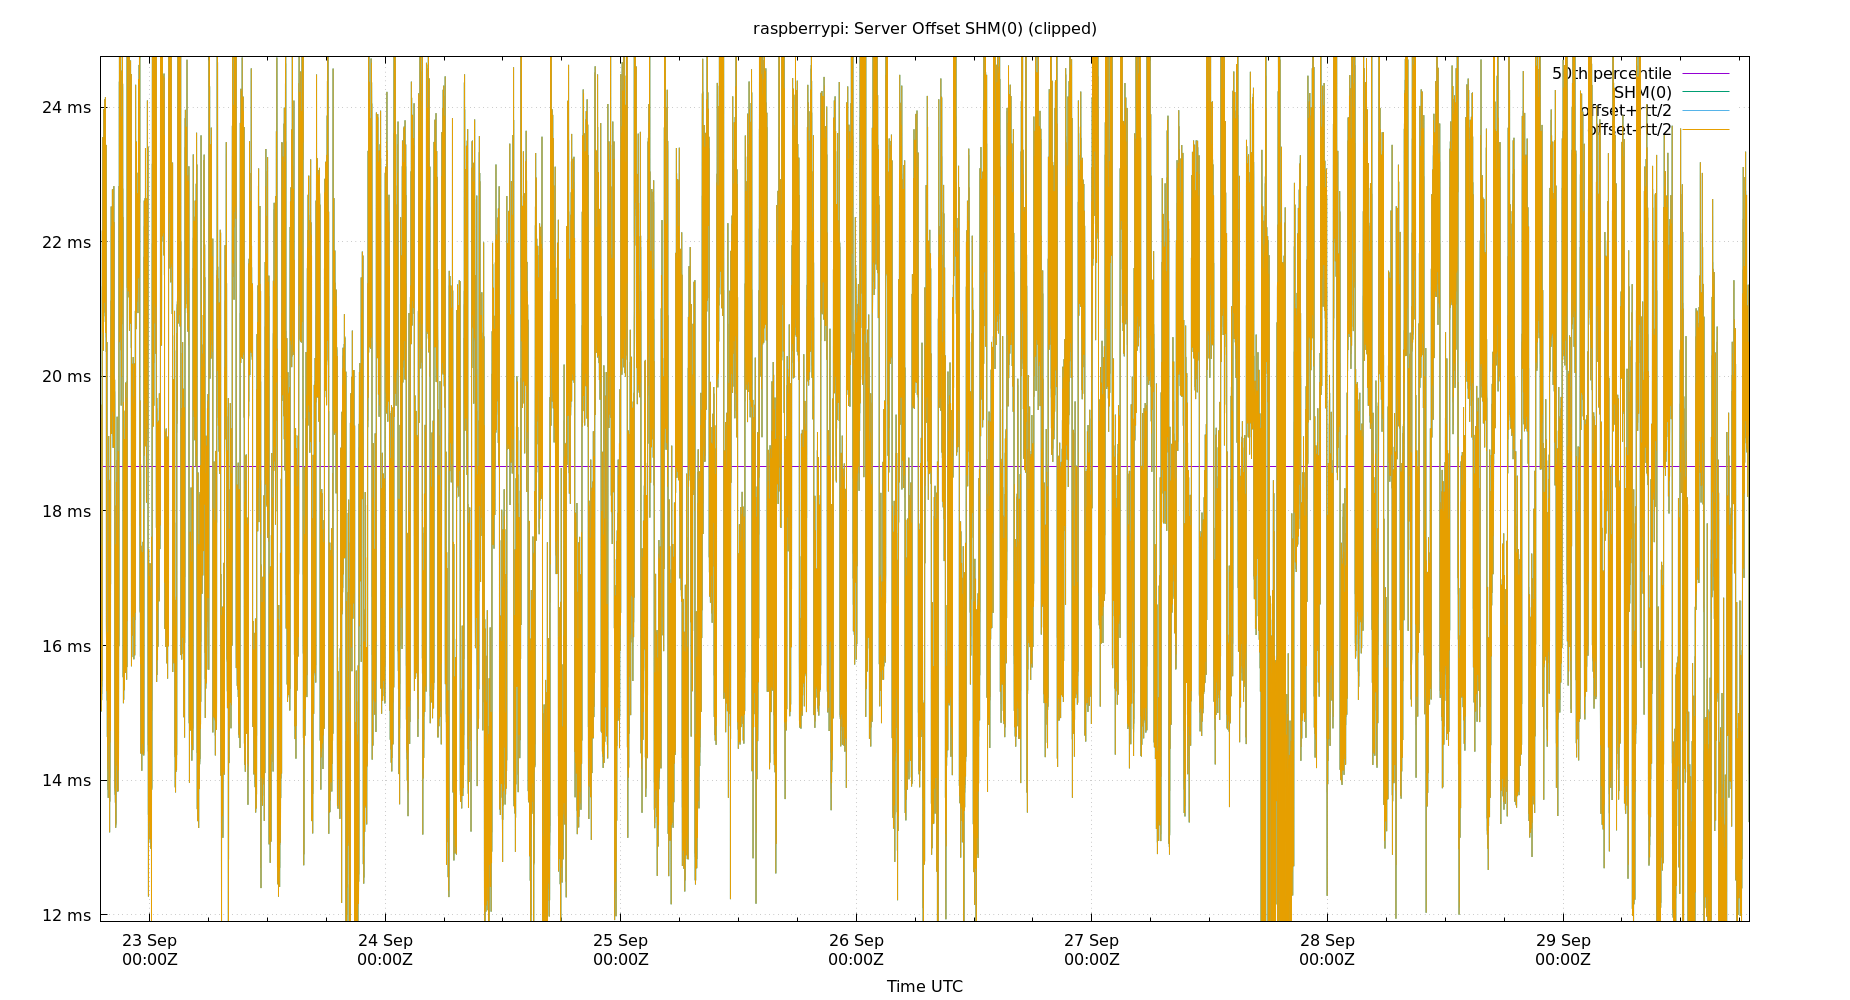 raspberrypi: Server Offset SHM(0) (clipped)
50th percentile
SHM(0)
offset+rtt/2
offset-rtt/2
24 ms
22 ms
20 ms
18 ms
16 ms
14 ms
12 ms
23 Sep 24 Sep 25 Sep 26 Sep 27 Sep 28 Sep 29 Sep
00:00Z 00:00Z 00:00Z 00:00Z 00:00Z 00:00Z 00:00Z
Time UTC